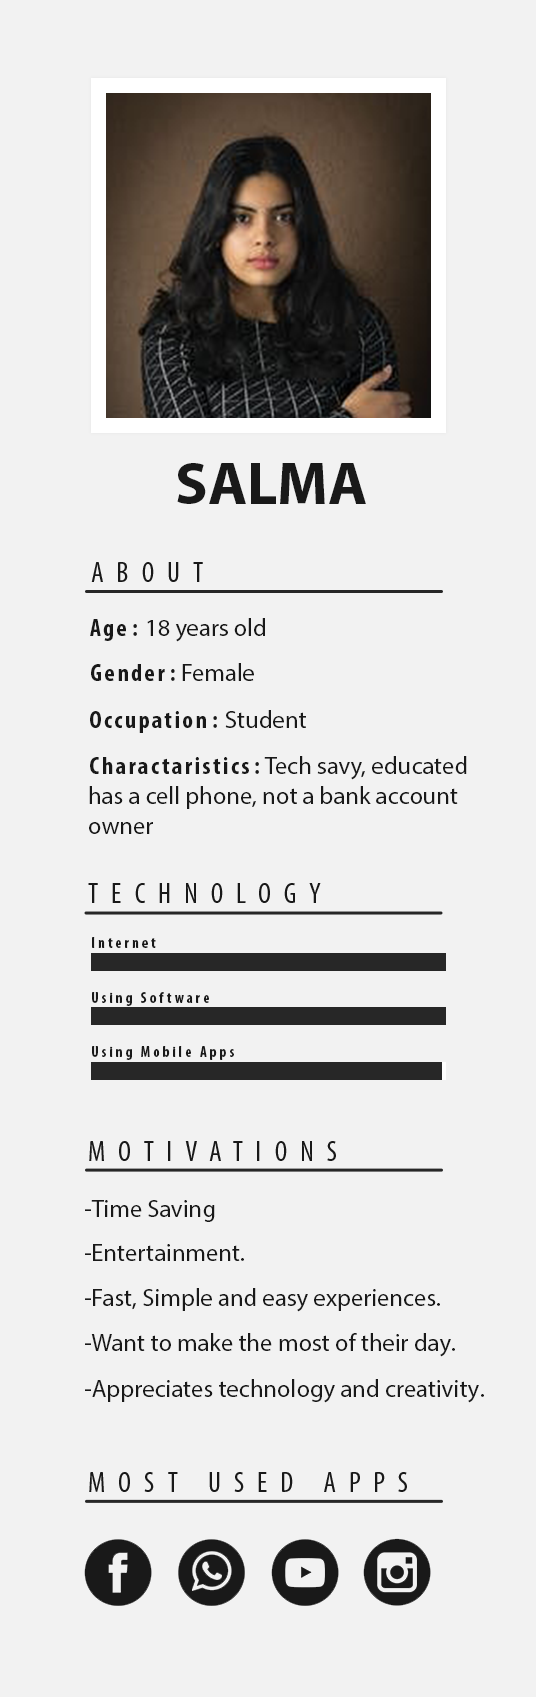 SALMA
ABOUT
Age : 18 years old
Gender : Female
Occupation : Student
Charactaristics : Tech savy, educated
has a cell phone, not a bank account
owner
TECHNOLOGY
Internet
Using Software
Using Mobile Apps
MOTIVATIONS
-Time Saving
-Entertainment.
-Fast, Simple and easy experiences.
-Want to make the most of their day.
-Appreciates technology and creativity.
MOST USED APPS